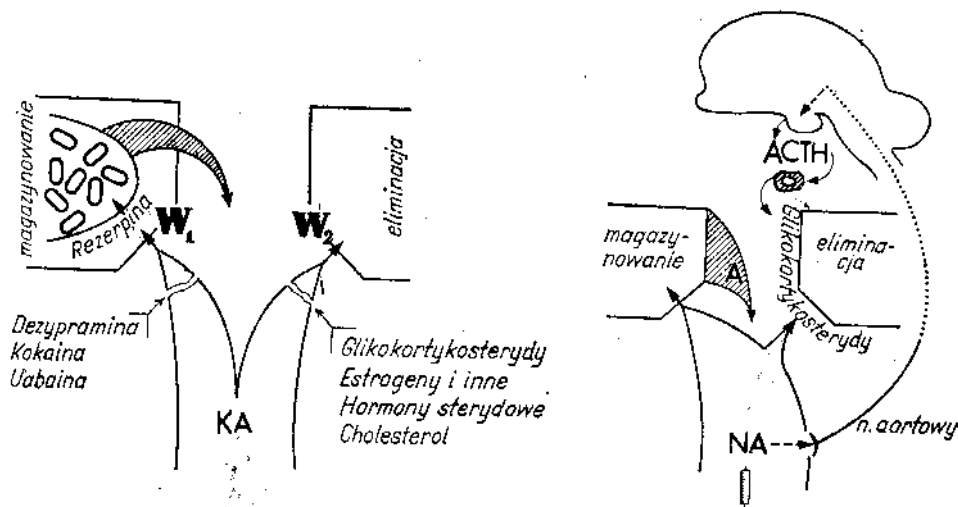 magazynowanie
Rezerpina
W₁
W₂
eliminacja
Dezypramina
Kokaina
Uabaina
KA
Glikokortykosterydy
Estrogeny i inne
Hormony sterydowe
Cholesterol
ACTH
magazy-
nowanie
A
Glikokortykosterydy
elimina-
cja
NA
n. aortowy